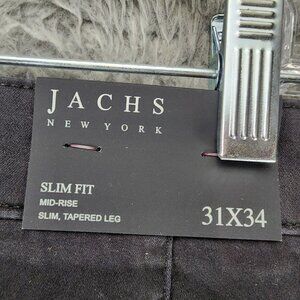 JACHS
NEW YORK
SLIM FIT
MID-RISE
SLIM, TAPERED LEG
31X34